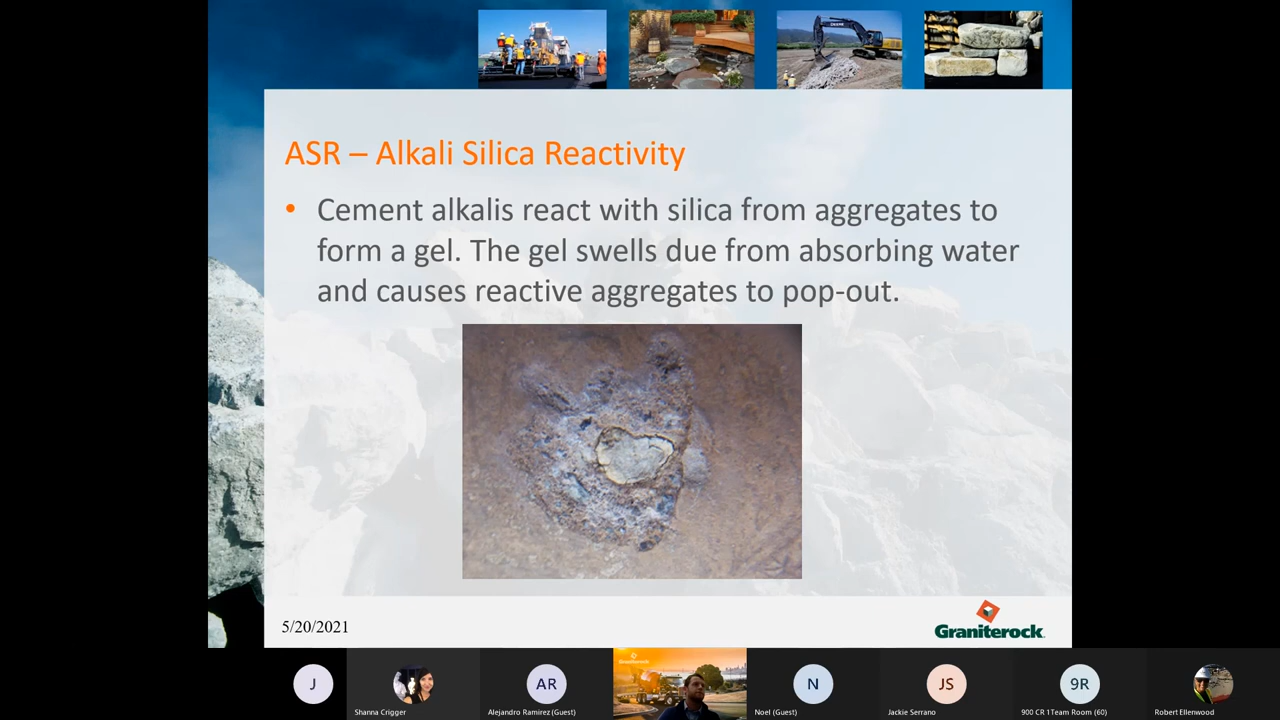 ASR – Alkali Silica Reactivity
• Cement alkalis react with silica from aggregates to
form a gel. The gel swells due from absorbing water
and causes reactive aggregates to pop-out.
5/20/2021
Graniterock
J
AR
N
JS
9R
Shanna Crigger
Alejandro Ramirez (Guest)
Noel (Guest)
Jackie Serrano
900 CR 1Team Room (60)
Robert Ellenwood